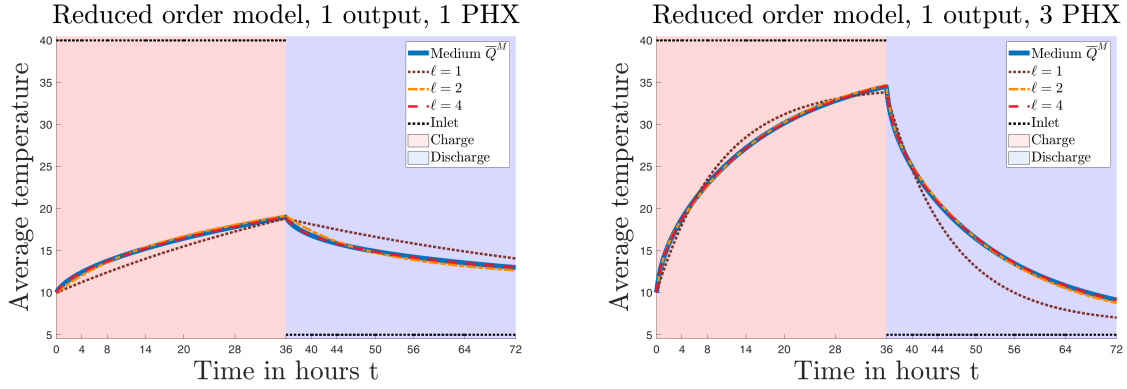 Reduced order model, 1 output, 1 PHX
Average temperature
40
35
30
25
20
15
10
5
Medium Q̅ᴹ
ℓ = 1
ℓ = 2
ℓ = 4
Inlet
Charge
Discharge
0 4 8 14 20 28 36 40 44 50 56 64 72
Time in hours t
Reduced order model, 1 output, 3 PHX
Average temperature
40
35
30
25
20
15
10
5
Medium Q̅ᴹ
ℓ = 1
ℓ = 2
ℓ = 4
Inlet
Charge
Discharge
0 4 8 14 20 28 36 40 44 50 56 64 72
Time in hours t